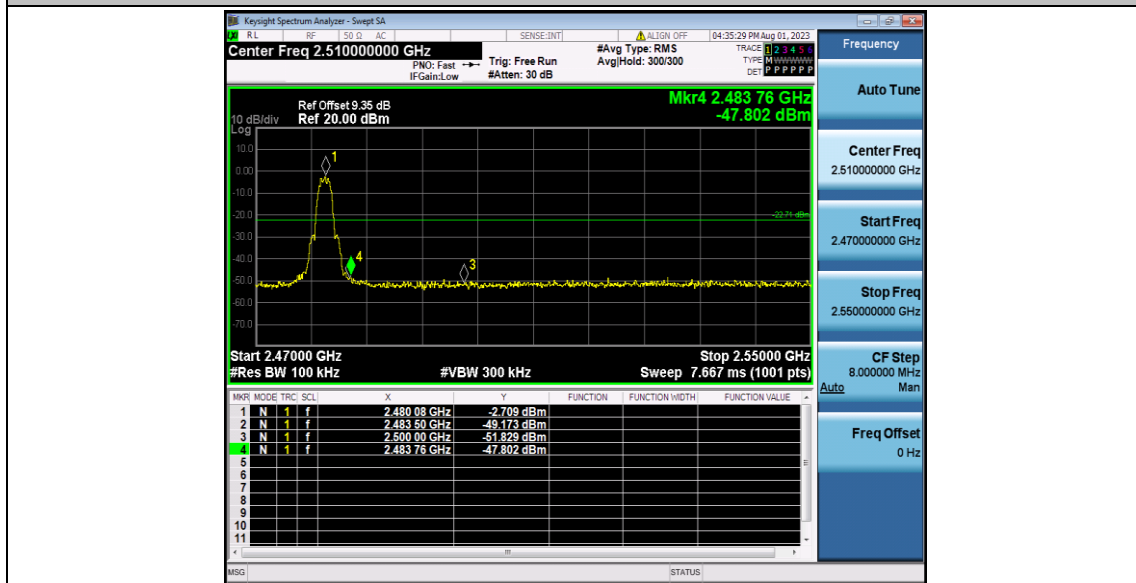 Keysight Spectrum Analyzer - Swept SA
RL RF 50 Ω AC SENSE:INT ALIGN OFF 04:35:29 PM Aug 01, 2023
Center Freq 2.510000000 GHz
PNO: Fast
IFGain:Low
Trig: Free Run
#Atten: 30 dB
#Avg Type: RMS
Avg|Hold: 300/300
TRACE 1 2 3 4 5 6
TYPE M WWWWW
DET P P P P P P
Ref Offset 9.35 dB
10 dB/div Ref 20.00 dBm
Log
Mkr4 2.483 76 GHz
-47.802 dBm
10.0
0.00
-10.0
-20.0
-30.0
-40.0
-50.0
-60.0
-70.0
1
4
3
-22.71 dBm
Start 2.47000 GHz Stop 2.55000 GHz
#Res BW 100 kHz #VBW 300 kHz Sweep 7.667 ms (1001 pts)
MKR MODE TRC SCL X Y FUNCTION FUNCTION WIDTH FUNCTION VALUE
1 N 1 f 2.480 08 GHz -2.709 dBm
2 N 1 f 2.483 50 GHz -49.173 dBm
3 N 1 f 2.500 00 GHz -51.829 dBm
4 N 1 f 2.483 76 GHz -47.802 dBm
5
6
7
8
9
10
11
MSG STATUS
Frequency
Auto Tune
Center Freq
2.510000000 GHz
Start Freq
2.470000000 GHz
Stop Freq
2.550000000 GHz
CF Step
8.000000 MHz
Auto Man
Freq Offset
0 Hz